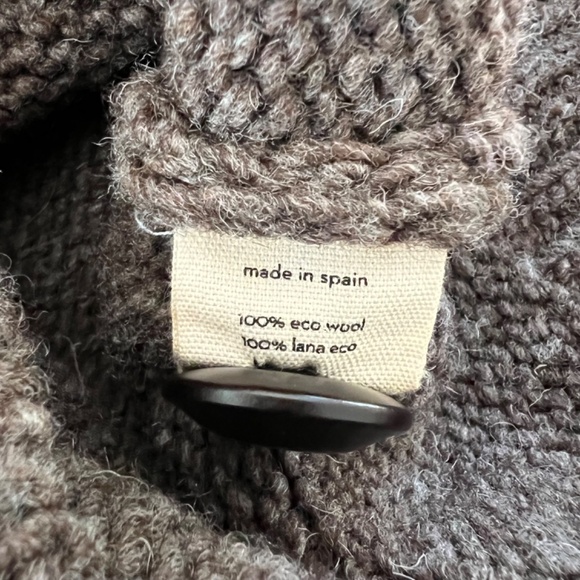 made in spain
100% eco wool
100% lana eco